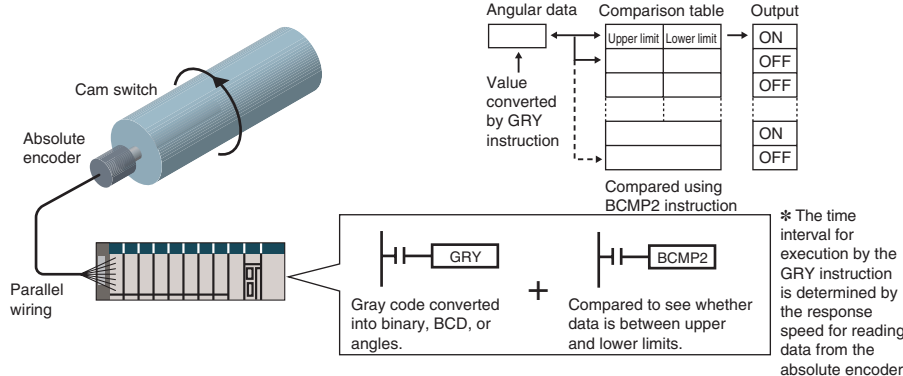 Cam switch
Absolute
encoder
Parallel
wiring
Angular data
Comparison table
Output
Upper limit
Lower limit
ON
OFF
OFF
ON
OFF
Value
converted
by GRY
instruction
Compared using
BCMP2 instruction
GRY
Gray code converted
into binary, BCD, or
angles.
+
BCMP2
Compared to see whether
data is between upper
and lower limits.
✻ The time
interval for
execution by the
GRY instruction
is determined by
the response
speed for reading
data from the
absolute encoder